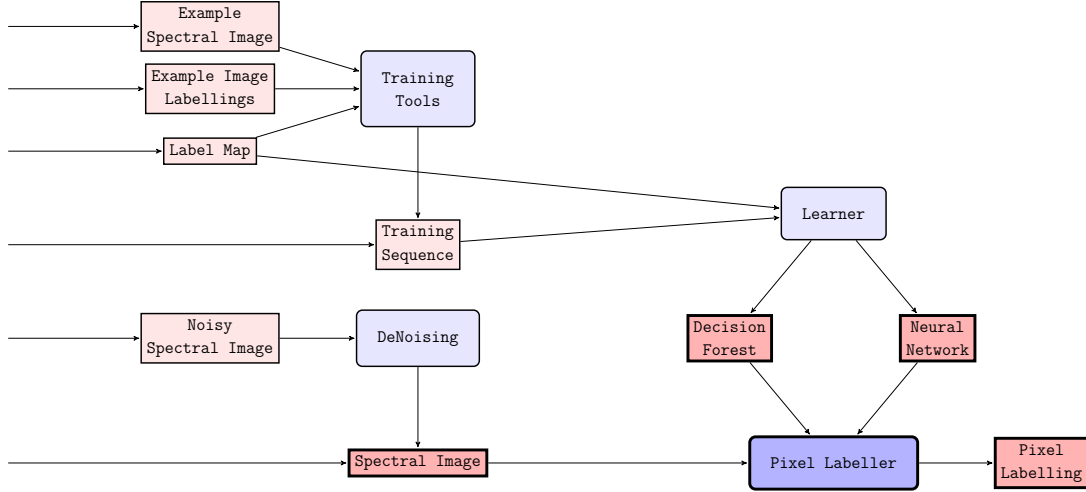 Example
Spectral Image
Example Image
Labellings
Training
Tools
Label Map
Learner
Training
Sequence
Noisy
Spectral Image
DeNoising
Decision
Forest
Neural
Network
Spectral Image
Pixel Labeller
Pixel
Labelling